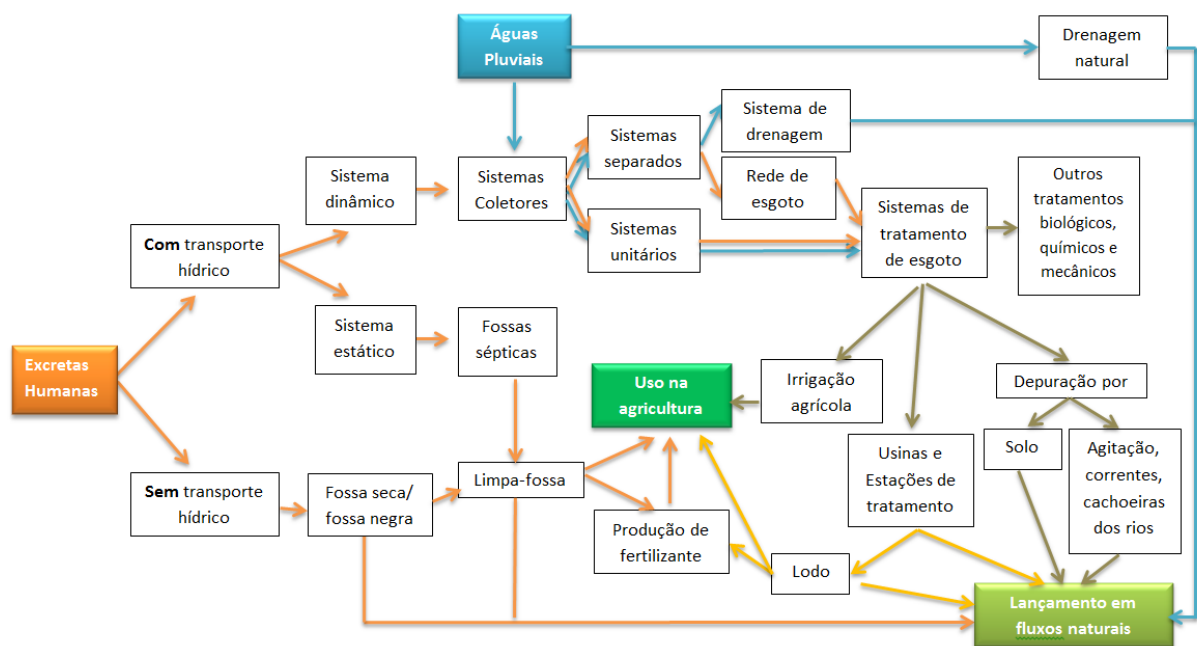 Águas
Pluviais
Drenagem
natural
Sistema de
drenagem
Sistemas
separados
Rede de
esgoto
Sistema
dinâmico
Sistemas
Coletores
Sistemas
unitários
Sistemas de
tratamento
de esgoto
Outros
tratamentos
biológicos,
químicos e
mecânicos
Com transporte
hídrico
Sistema
estático
Fossas
sépticas
Excretas
Humanas
Uso na
agricultura
Irrigação
agrícola
Depuração por
Solo
Agitação,
correntes,
cachoeiras
dos rios
Usinas e
Estações de
tratamento
Sem transporte
hídrico
Fossa seca/
fossa negra
Limpa-fossa
Produção de
fertilizante
Lodo
Lançamento em
fluxos naturais